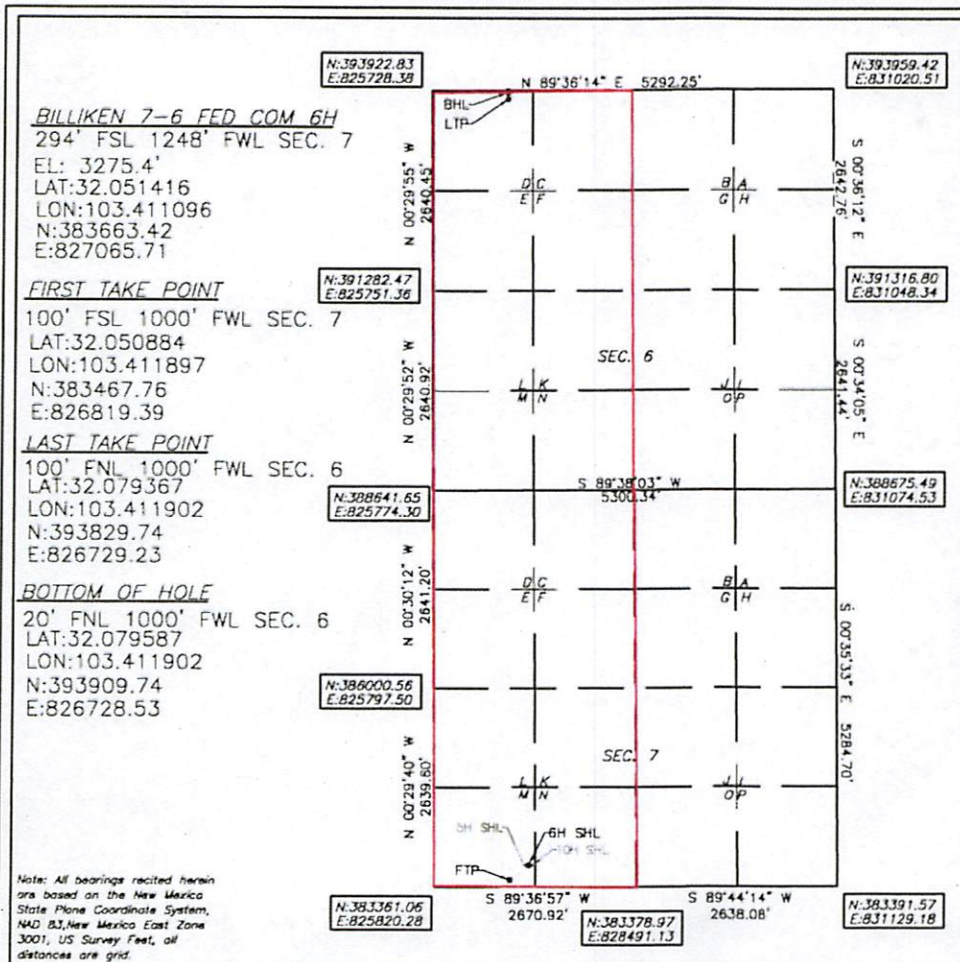 BILLIKEN 7-6 FED COM 6H
294' FSL 1248' FWL SEC. 7
EL: 3275.4'
LAT:32.051416
LON:103.411096
N:383663.42
E:827065.71
FIRST TAKE POINT
100' FSL 1000' FWL SEC. 7
LAT:32.050884
LON:103.411897
N:383467.76
E:826819.39
LAST TAKE POINT
100' FNL 1000' FWL SEC. 6
LAT:32.079367
LON:103.411902
N:393829.74
E:826729.23
BOTTOM OF HOLE
20' FNL 1000' FWL SEC. 6
LAT:32.079587
LON:103.411902
N:393909.74
E:826728.53
Note: All bearings recited herein
are based on the New Mexico
State Plane Coordinate System,
NAD 83,New Mexico East Zone
3001, US Survey Feet, all
distances are grid.
N:393922.83
E:825728.38
N 89°36'14" E 5292.25'
N:393959.42
E:831020.51
BHL
LTP
N 00°29'55" W
2640.45'
D C
E F
B A
G H
S 00°36'12" E
2642.76'
N:391282.47
E:825751.36
N:391316.80
E:831048.34
SEC. 6
N 00°29'52" W
2640.92'
L K
M N
J I
O P
S 00°34'05" E
2641.44'
N:388641.65
E:825774.30
S 89°38'03" W
5300.34'
N:388675.49
E:831074.53
N 00°30'12" W
2641.20'
D C
E F
B A
G H
S 00°35'33" E 5284.70'
N:386000.56
E:825797.50
SEC. 7
N 00°29'40" W
2639.60'
L K
M N
J I
O P
5H SHL
6H SHL
10H SHL
FTP
N:383361.06
E:825820.28
S 89°36'57" W
2670.92'
N:383378.97
E:828491.13
S 89°44'14" W
2638.08'
N:383391.57
E:831129.18